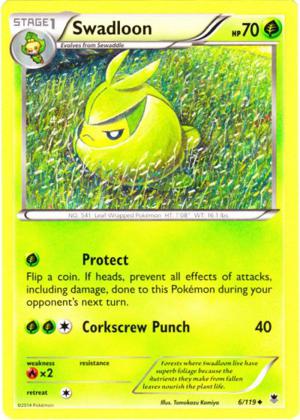 STAGE1
Swadloon
HP 70
Evolves from Sewaddle
NO. 541 Leaf-Wrapped Pokémon HT. 1'08" WT. 16.1 lbs.
Protect
Flip a coin. If heads, prevent all effects of attacks,
including damage, done to this Pokémon during your
opponent's next turn.
Corkscrew Punch 40
weakness resistance
×2
retreat
Forests where Swadloon live have
superb foliage because the
nutrients they make from fallen
leaves nourish the plant life.
©2014 Pokémon
Illus. Tomokazu Komiya
6/119